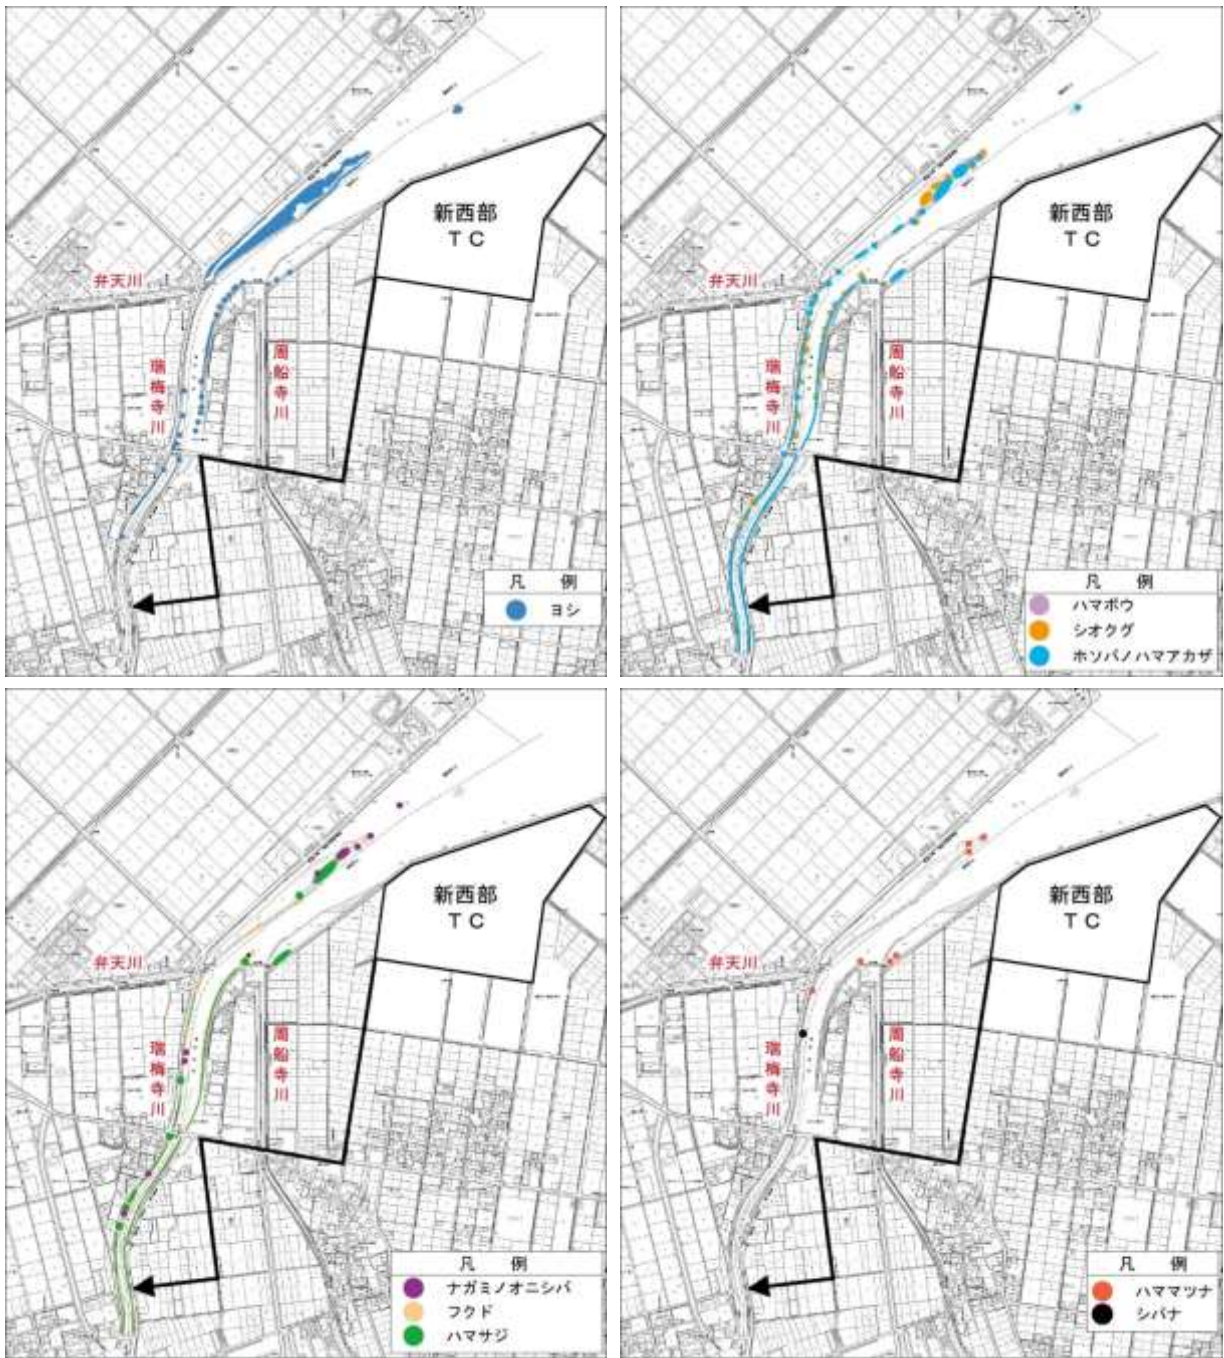 新西部
TC
弁天川
瑞梅寺川
周船寺川
凡 例
ヨシ
新西部
TC
弁天川
瑞梅寺川
周船寺川
凡 例
ハマボウ
シオクグ
ホソバノハマアカザ
新西部
TC
弁天川
瑞梅寺川
周船寺川
凡 例
ナガミノオニシバ
フクド
ハマサジ
新西部
TC
弁天川
瑞梅寺川
周船寺川
凡 例
ハママツナ
シバナ